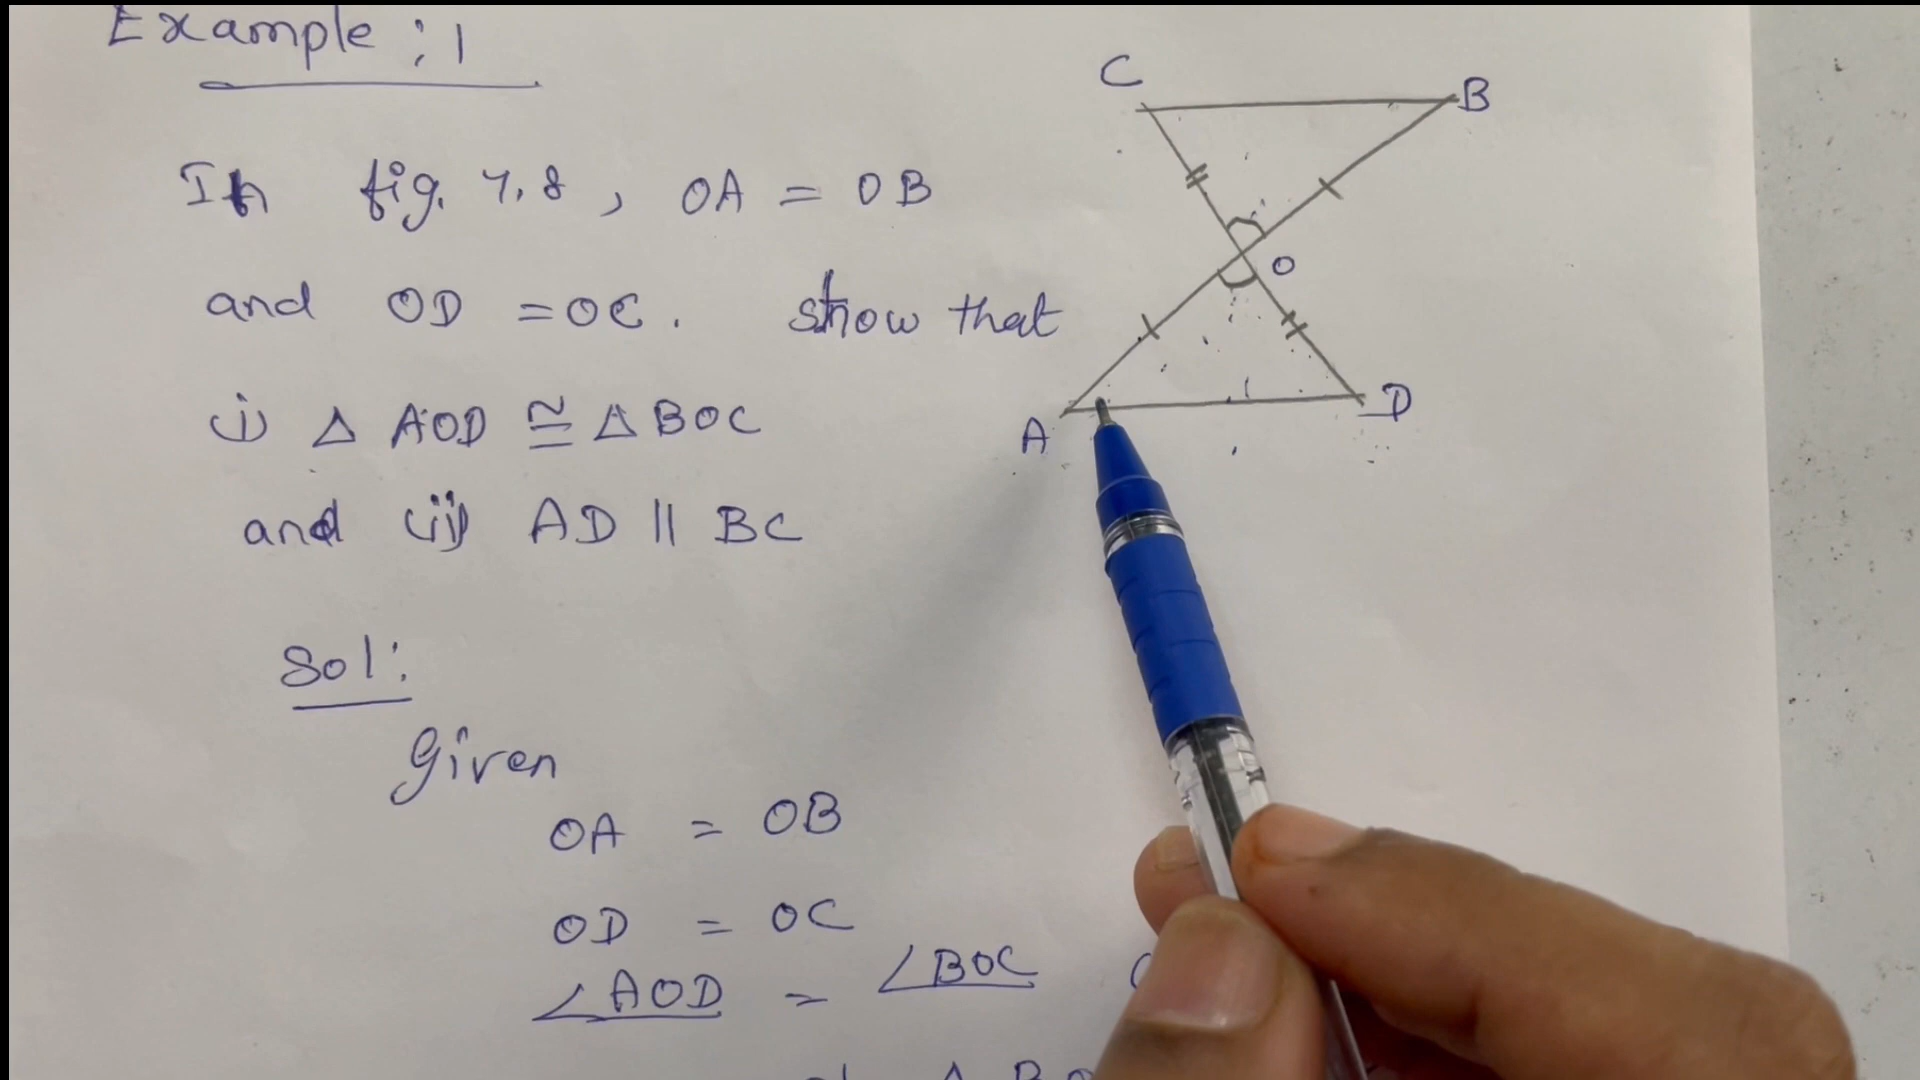 Example : 1
In fig. 7.8, OA = OB
and OD = OC. show that
(i) △ AOD ≅ △ BOC
and (ii) AD || BC
Sol:
Given
OA = OB
OD = OC
∠AOD = ∠BOC (
C
B
O
A
D